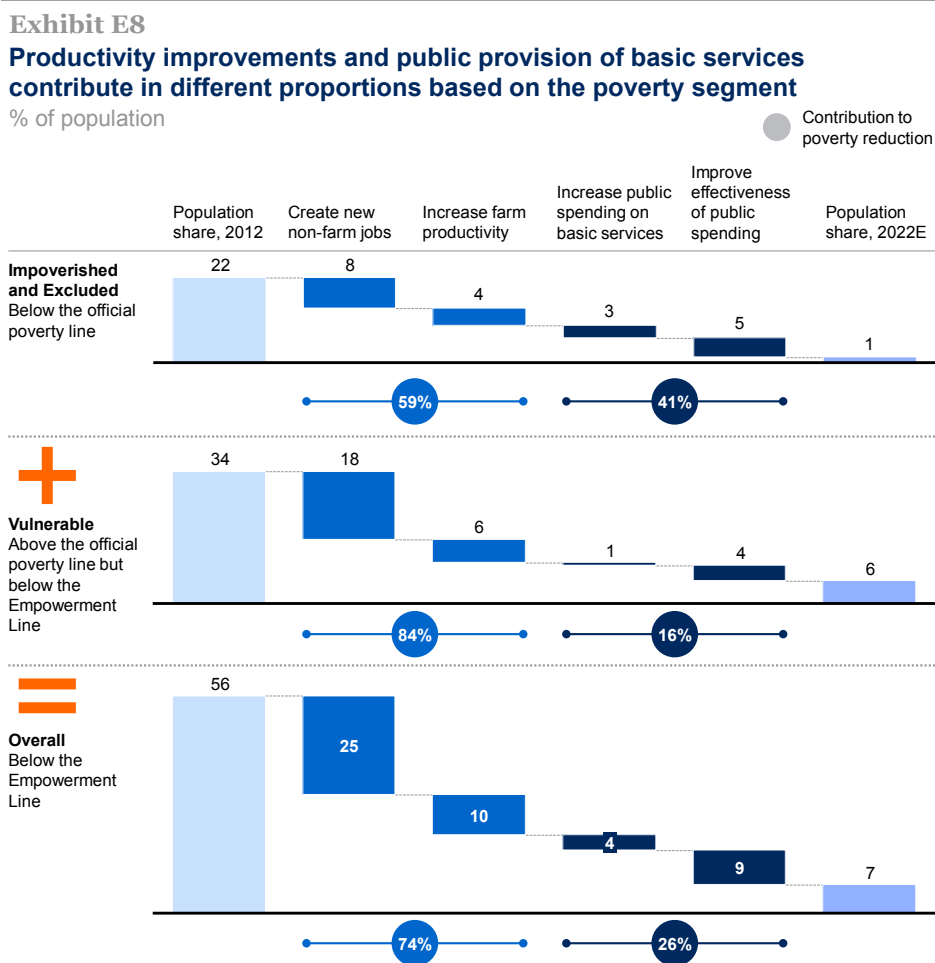 Exhibit E8
Productivity improvements and public provision of basic services
contribute in different proportions based on the poverty segment
% of population
Contribution to
poverty reduction
Population
share, 2012
Create new
non-farm jobs
Increase farm
productivity
Increase public
spending on
basic services
Improve
effectiveness
of public
spending
Population
share, 2022E
Impoverished
and Excluded
Below the official
poverty line
22
8
4
3
5
1
59%
41%
Vulnerable
Above the official
poverty line but
below the
Empowerment
Line
34
18
6
1
4
6
84%
16%
Overall
Below the
Empowerment
Line
56
25
10
4
9
7
74%
26%